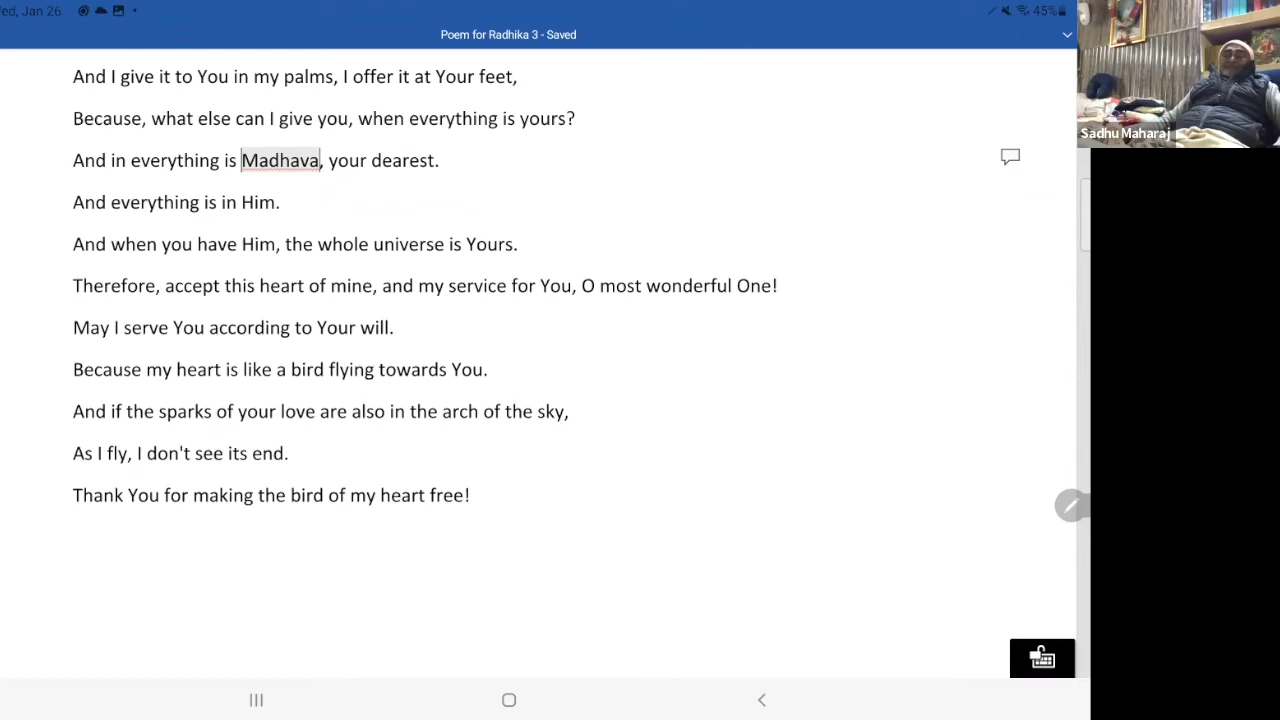 Wed, Jan 26
45%
Poem for Radhika 3 - Saved
And I give it to You in my palms, I offer it at Your feet,
Because, what else can I give you, when everything is yours?
And in everything is Madhava, your dearest.
And everything is in Him.
And when you have Him, the whole universe is Yours.
Therefore, accept this heart of mine, and my service for You, O most wonderful One!
May I serve You according to Your will.
Because my heart is like a bird flying towards You.
And if the sparks of your love are also in the arch of the sky,
As I fly, I don't see its end.
Thank You for making the bird of my heart free!
Sadhu Maharaj